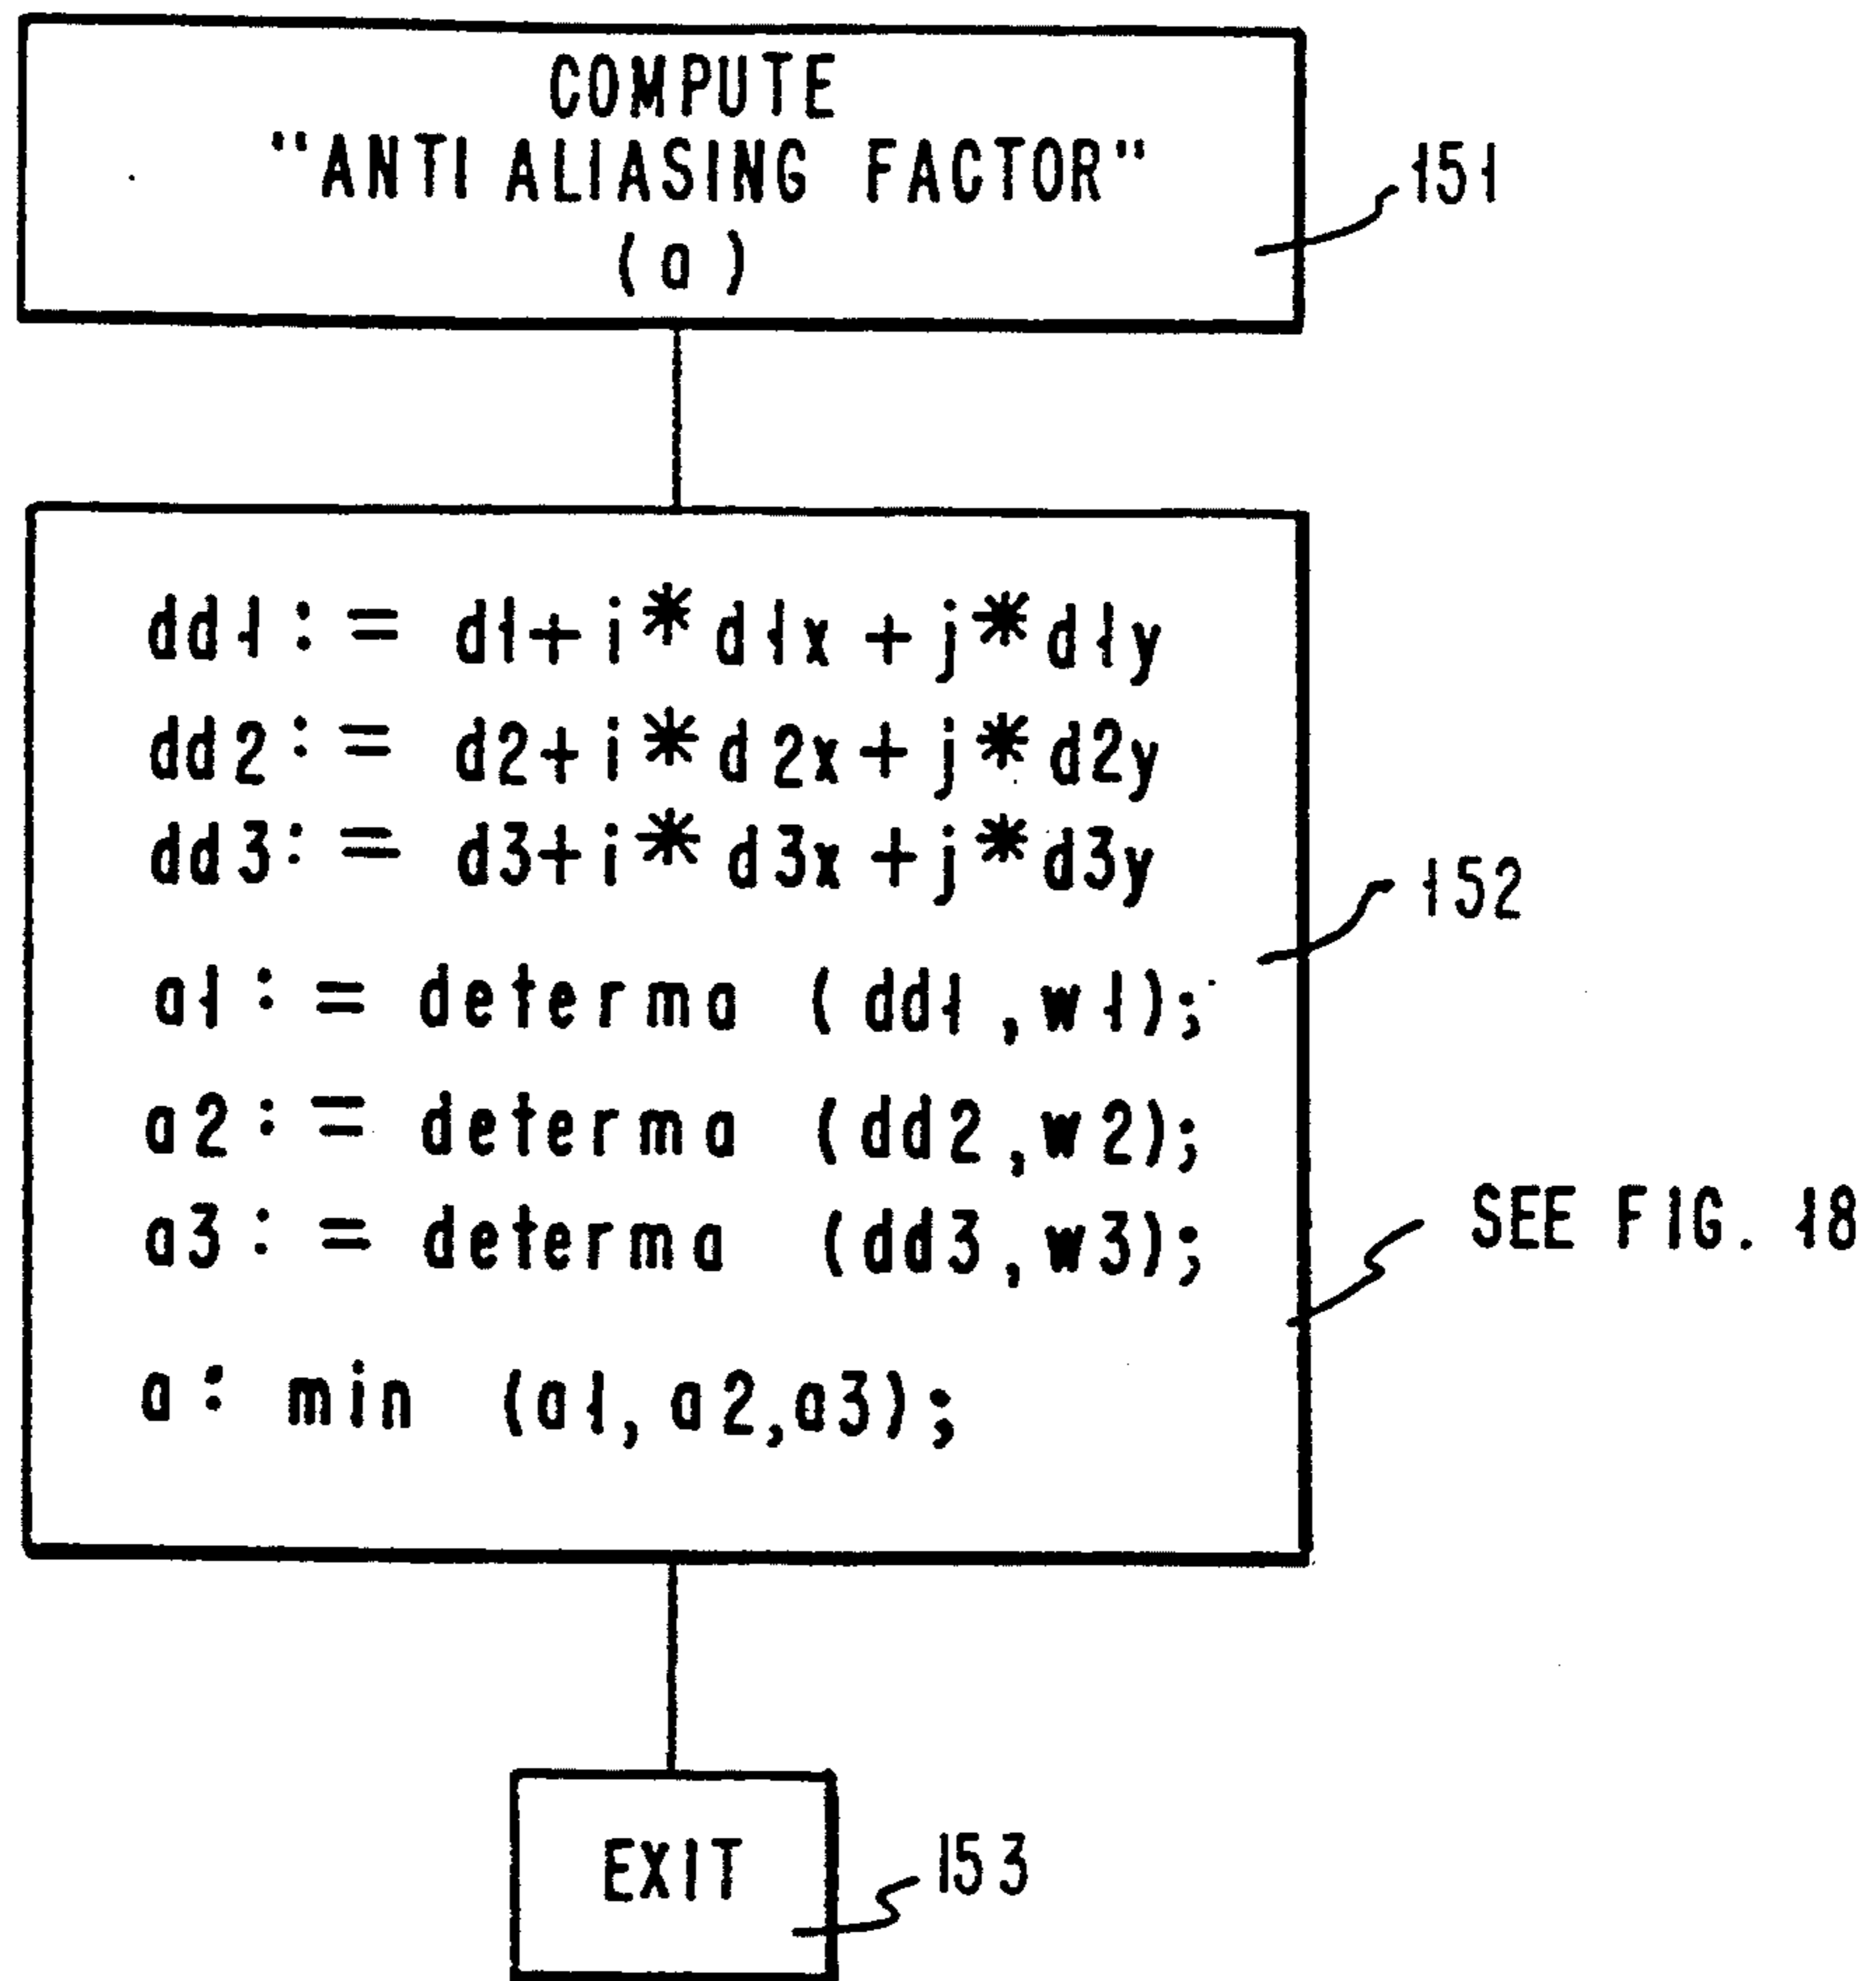 COMPUTE
"ANTI ALIASING FACTOR"
(a)
151
dd1:= d1+i*d1x+j*d1y
dd2:= d2+i*d2x+j*d2y
dd3:= d3+i*d3x+j*d3y
152
a1:= determa (dd1,w1);
a2:= determa (dd2,w2);
a3:= determa (dd3,w3);
SEE FIG. 18
a: min (a1,a2,a3);
EXIT
153